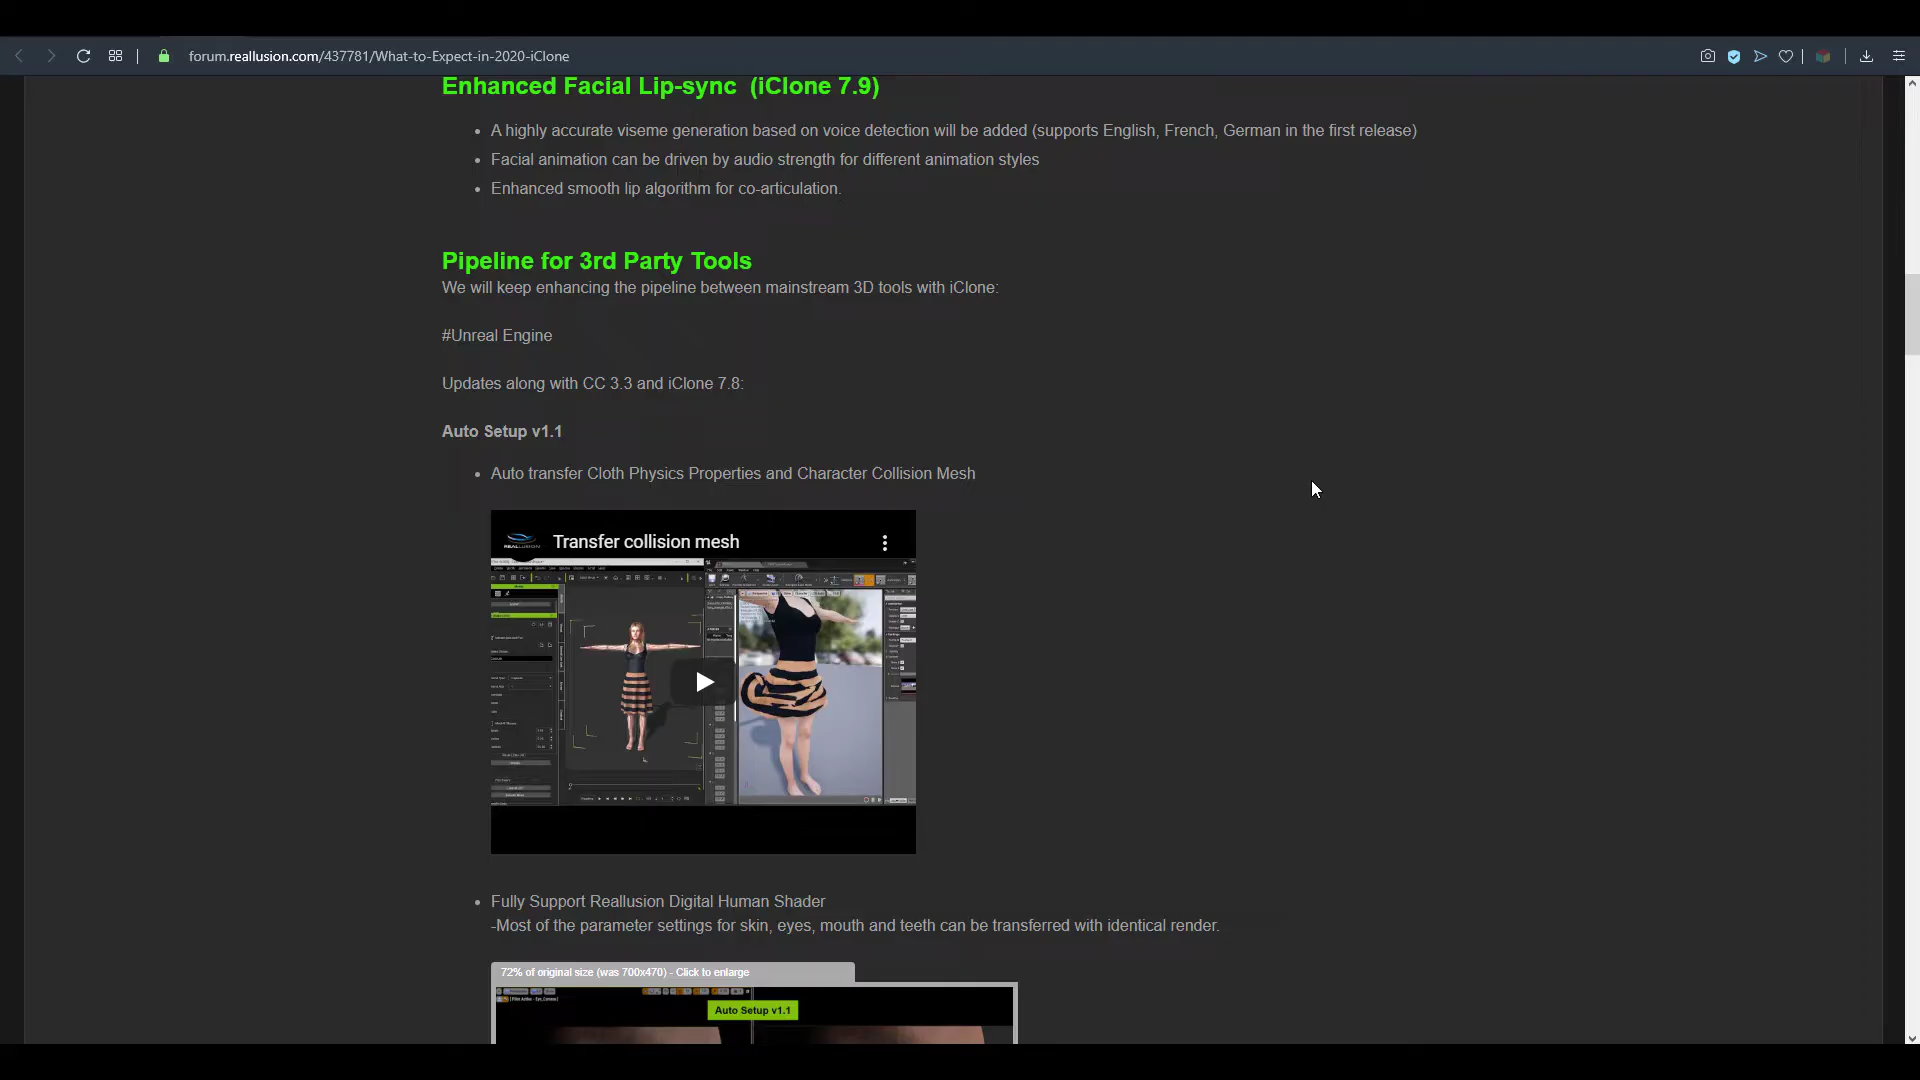 forum.reallusion.com/437781/What-to-Expect-in-2020-iClone
Enhanced Facial Lip-sync (iClone 7.9)
A highly accurate viseme generation based on voice detection will be added (supports English, French, German in the first release)
Facial animation can be driven by audio strength for different animation styles
Enhanced smooth lip algorithm for co-articulation.
Pipeline for 3rd Party Tools
We will keep enhancing the pipeline between mainstream 3D tools with iClone:
#Unreal Engine
Updates along with CC 3.3 and iClone 7.8:
Auto Setup v1.1
Auto transfer Cloth Physics Properties and Character Collision Mesh
REALLUSION
Transfer collision mesh
Fully Support Reallusion Digital Human Shader
-Most of the parameter settings for skin, eyes, mouth and teeth can be transferred with identical render.
72% of original size (was 700x470) - Click to enlarge
Auto Setup v1.1